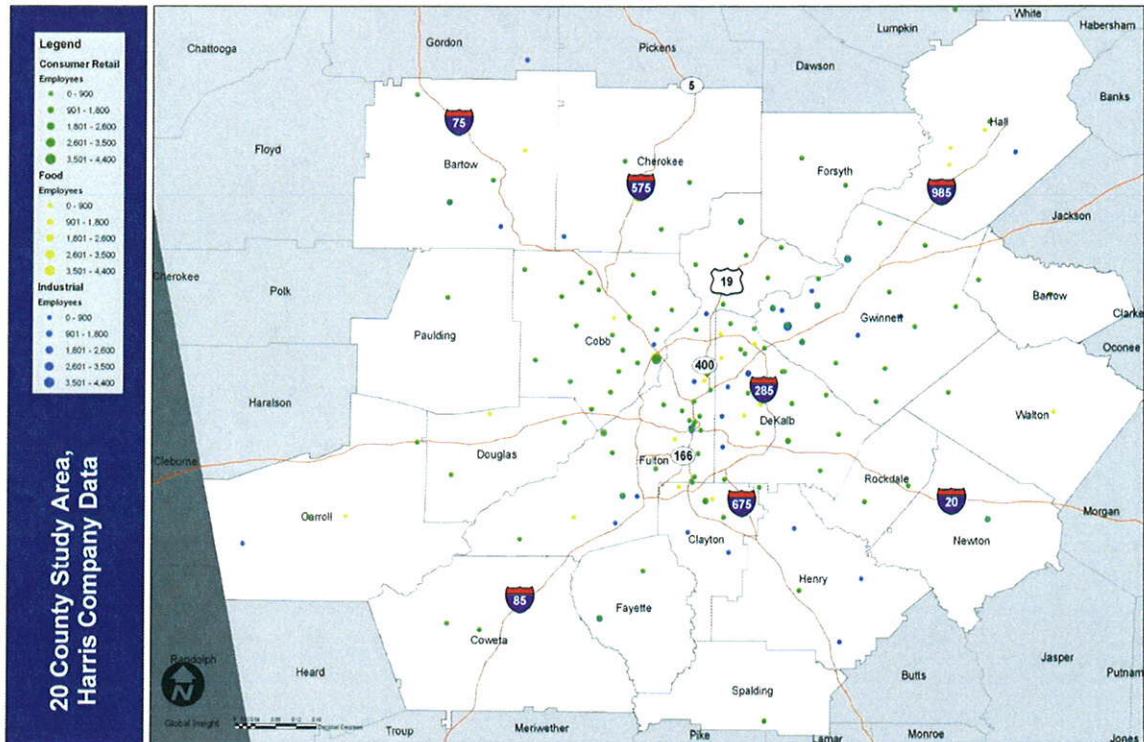 Legend
Consumer Retail
Employees
0 - 900
901 - 1,800
1,801 - 2,600
2,601 - 3,500
3,501 - 4,400
Food
Employees
0 - 900
901 - 1,800
1,801 - 2,600
2,601 - 3,500
3,501 - 4,400
Industrial
Employees
0 - 900
901 - 1,800
1,801 - 2,600
2,601 - 3,500
3,501 - 4,400
20 County Study Area,
Harris Company Data
White
Lumpkin
Habersham
Chattooga
Gordon
Pickens
Dawson
5
Banks
75
Hall
Floyd
Bartow
Cherokee
Forsyth
575
985
Jackson
Cherokee
Polk
19
Barrow
Clarke
Paulding
Cobb
Gwinnett
Oconee
400
285
Haralson
Walton
DeKalb
Cleburne
Douglas
Fulton
166
Rockdale
675
20
Carroll
Morgan
Clayton
Newton
Henry
85
Fayette
Coweta
Randolph
Heard
Jasper
Butts
Putnam
N
Spalding
Global Insight
Decimal Degrees
Troup
Meriwether
Pike
Lamar
Monroe
Jones